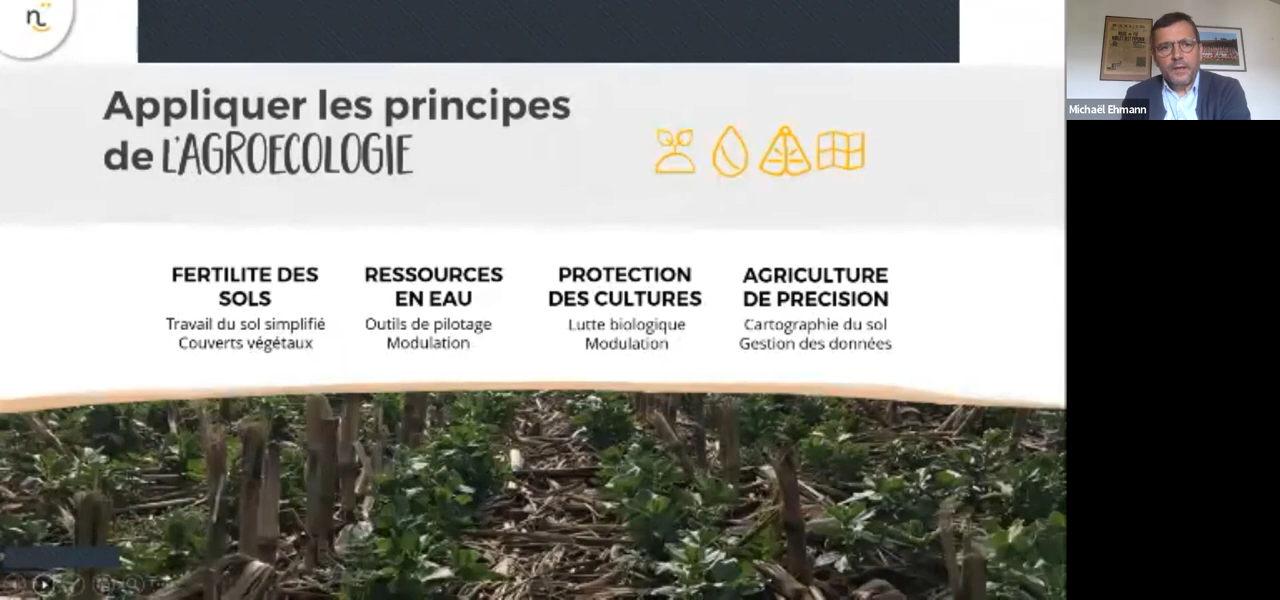 Appliquer les principes
de L'AGROECOLOGIE
FERTILITE DES
SOLS
Travail du sol simplifié
Couverts végétaux
RESSOURCES
EN EAU
Outils de pilotage
Modulation
PROTECTION
DES CULTURES
Lutte biologique
Modulation
AGRICULTURE
DE PRECISION
Cartographie du sol
Gestion des données
Michaël Ehmann